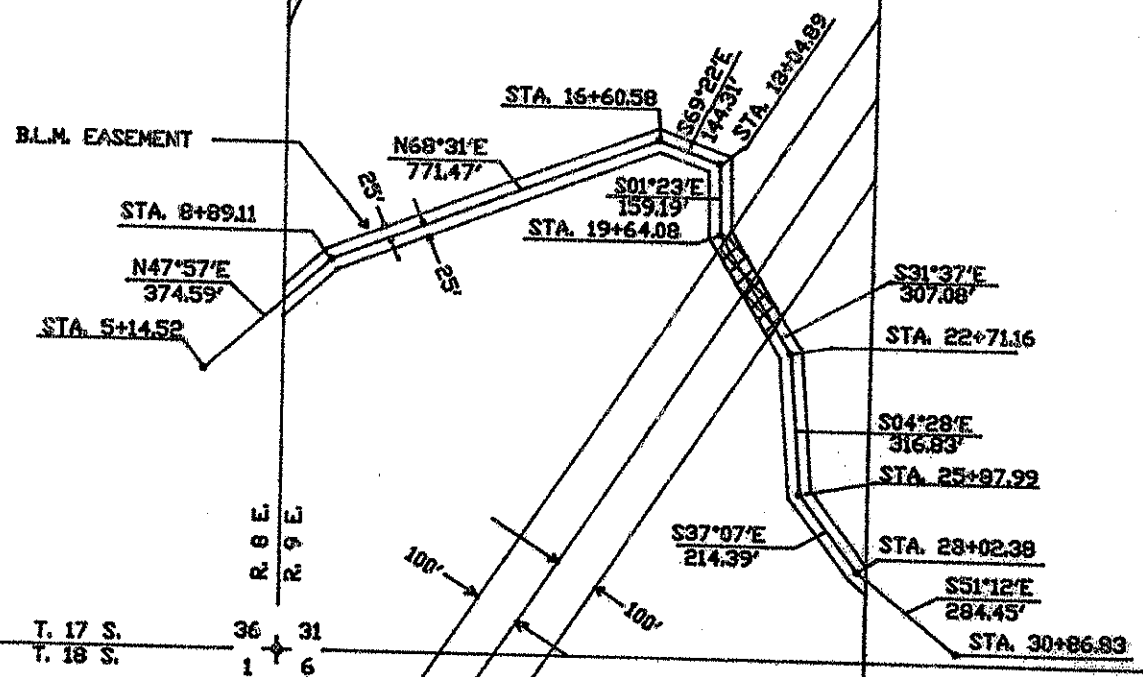 STA. 16+60.58
S69°22'E
144.31'
STA. 18+04.89
B.L.M. EASEMENT
N68°31'E
771.47'
25'
S01°23'E
159.19'
STA. 8+89.11
STA. 19+64.08
N47°57'E
374.59'
25'
S31°37'E
307.08'
STA. 5+14.52
STA. 22+71.16
S04°28'E
316.83'
STA. 25+87.99
R. 8 E.
R. 9 E.
S37°07'E
214.39'
STA. 28+02.38
100'
S51°12'E
284.45'
100'
T. 17 S.
36
31
STA. 30+86.83
T. 18 S.
1
6